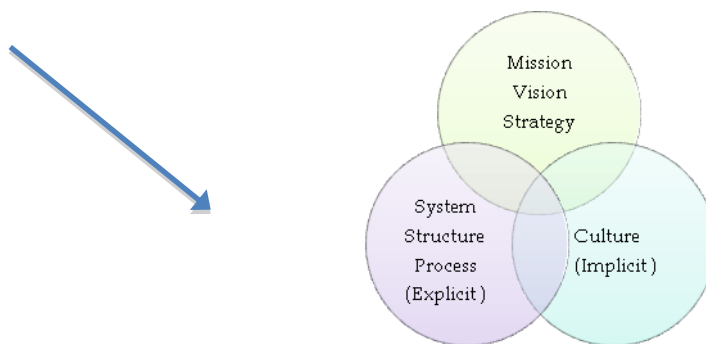 Mission
Vision
Strategy
System
Structure
Process
(Explicit)
Culture
(Implicit)